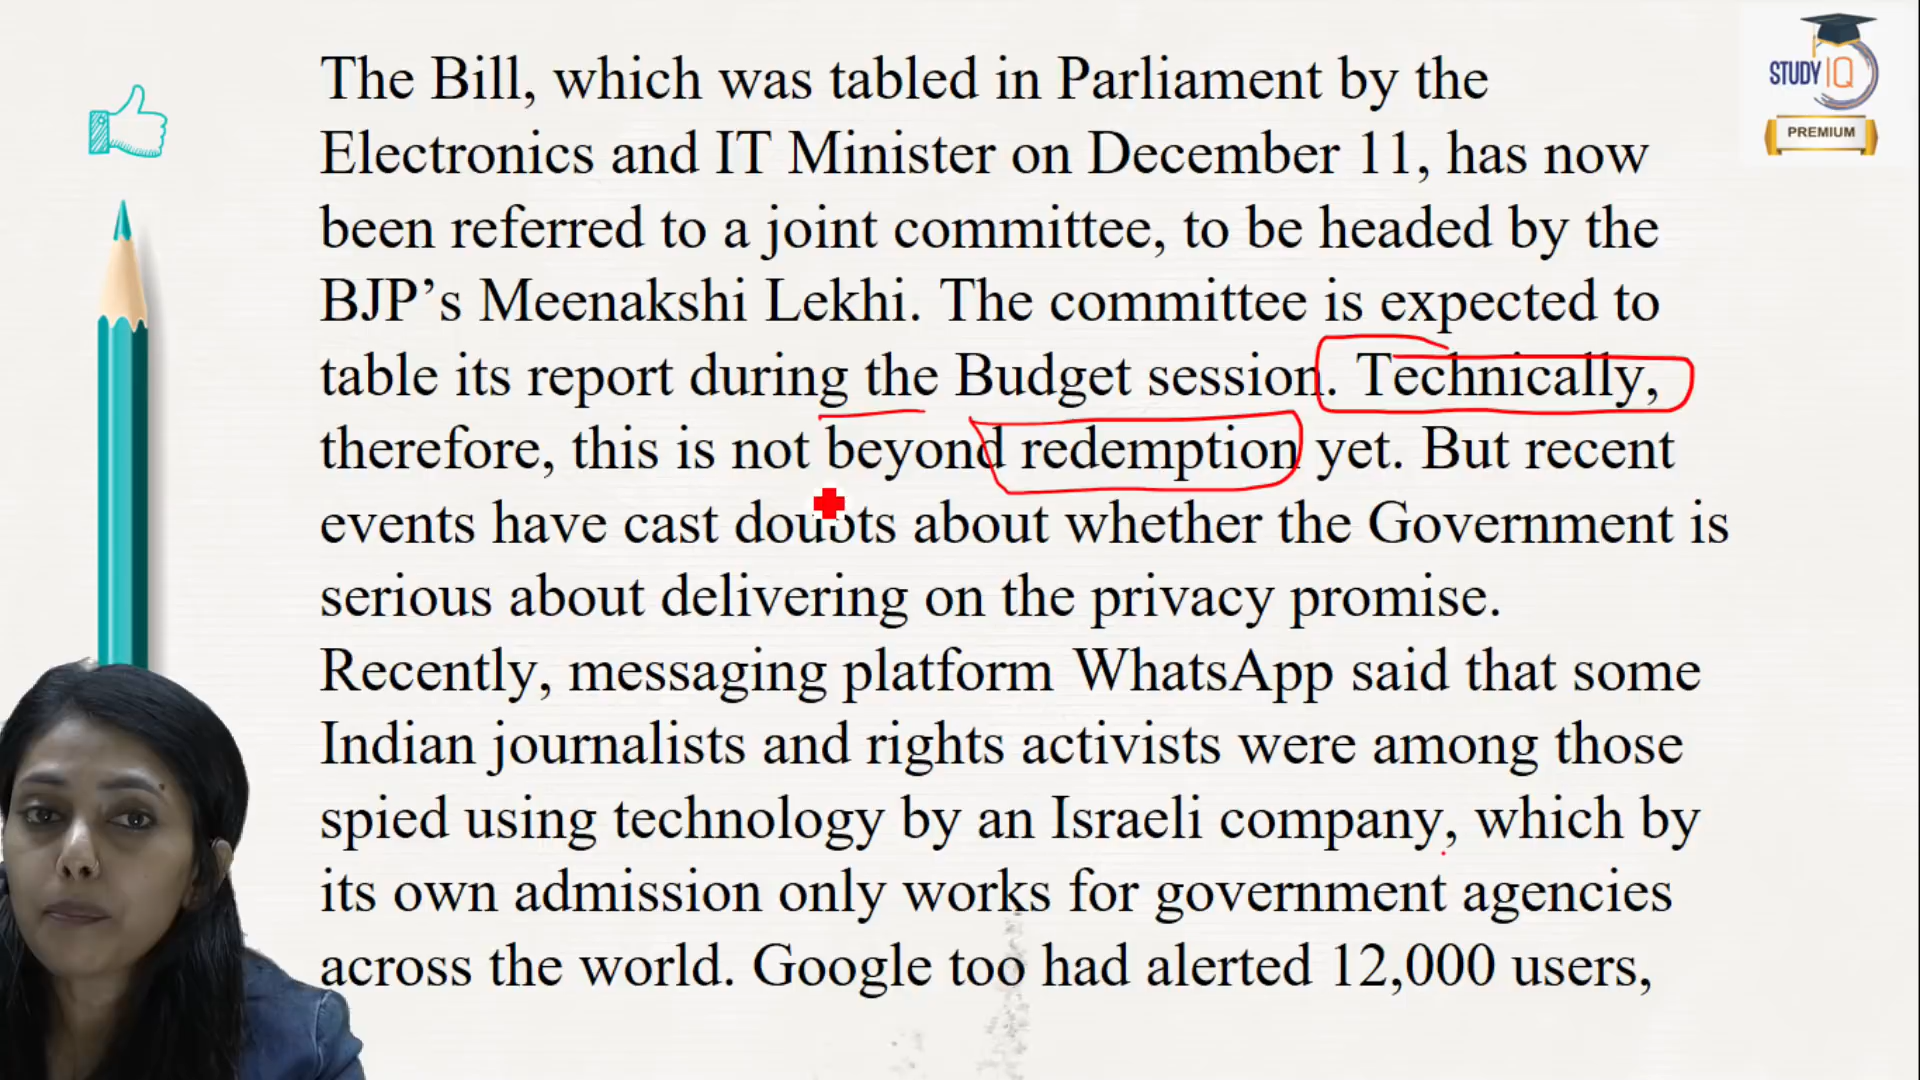 The Bill, which was tabled in Parliament by the
Electronics and IT Minister on December 11, has now
been referred to a joint committee, to be headed by the
BJP’s Meenakshi Lekhi. The committee is expected to
table its report during the Budget session. Technically,
therefore, this is not beyond redemption yet. But recent
events have cast doubts about whether the Government is
serious about delivering on the privacy promise.
Recently, messaging platform WhatsApp said that some
Indian journalists and rights activists were among those
spied using technology by an Israeli company, which by
its own admission only works for government agencies
across the world. Google too had alerted 12,000 users,
STUDY IQ
PREMIUM